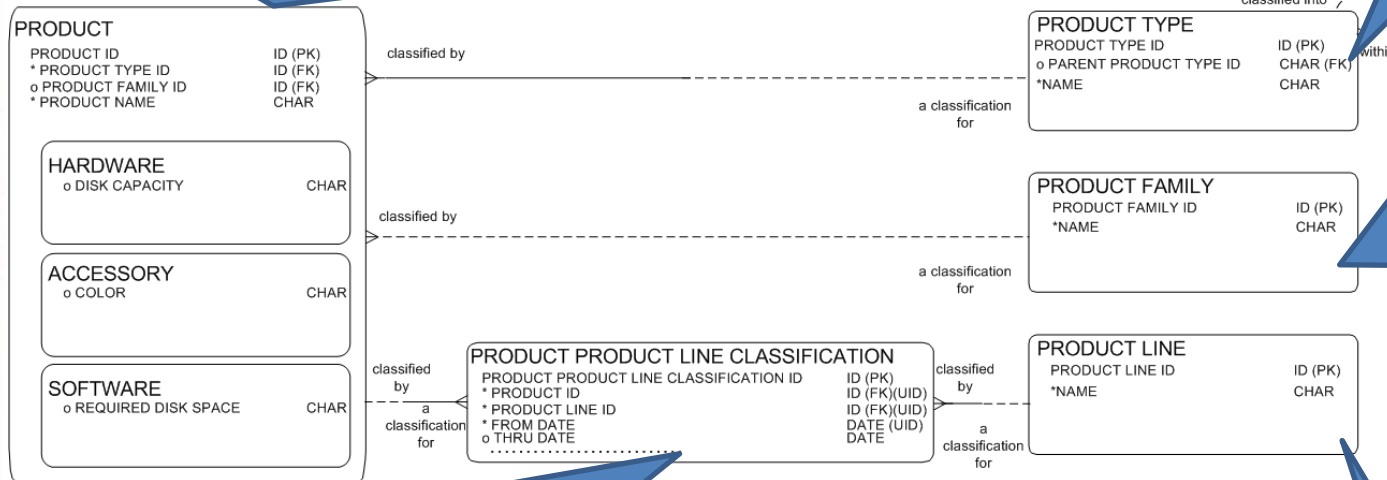 PRODUCT
PRODUCT ID ID (PK)
* PRODUCT TYPE ID ID (FK)
o PRODUCT FAMILY ID ID (FK)
* PRODUCT NAME CHAR
HARDWARE
o DISK CAPACITY CHAR
ACCESSORY
o COLOR CHAR
SOFTWARE
o REQUIRED DISK SPACE CHAR
classified by
a classification
for
classified into
PRODUCT TYPE
PRODUCT TYPE ID ID (PK)
o PARENT PRODUCT TYPE ID CHAR (FK)
*NAME CHAR
classified by
a classification
for
PRODUCT FAMILY
PRODUCT FAMILY ID ID (PK)
*NAME CHAR
classified
by
a
classification
for
PRODUCT PRODUCT LINE CLASSIFICATION
PRODUCT PRODUCT LINE CLASSIFICATION ID ID (PK)
* PRODUCT ID ID (FK)(UID)
* PRODUCT LINE ID ID (FK)(UID)
* FROM DATE DATE (UID)
o THRU DATE DATE
classified
by
a
classification
for
PRODUCT LINE
PRODUCT LINE ID ID (PK)
*NAME CHAR